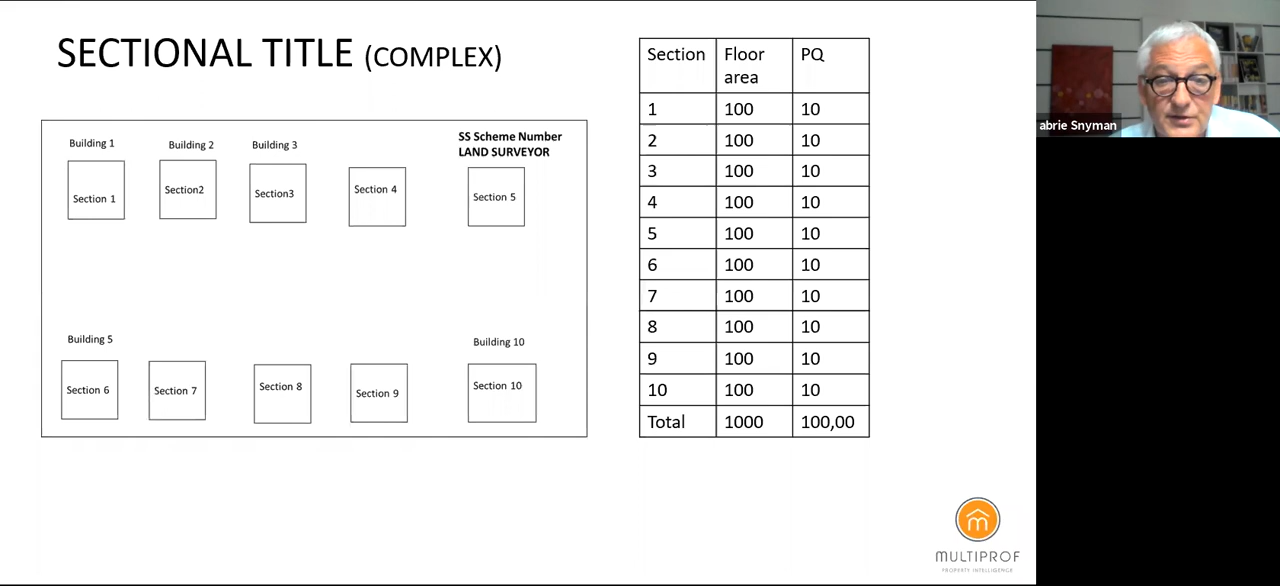 SECTIONAL TITLE (COMPLEX)
SS Scheme Number
LAND SURVEYOR
Building 1
Building 2
Building 3
Section 1
Section2
Section3
Section 4
Section 5
Building 5
Building 10
Section 6
Section 7
Section 8
Section 9
Section 10
Section Floor area PQ
1 100 10
2 100 10
3 100 10
4 100 10
5 100 10
6 100 10
7 100 10
8 100 10
9 100 10
10 100 10
Total 1000 100,00
abrie Snyman
MULTIPROF
PROPERTY INTELLIGENCE